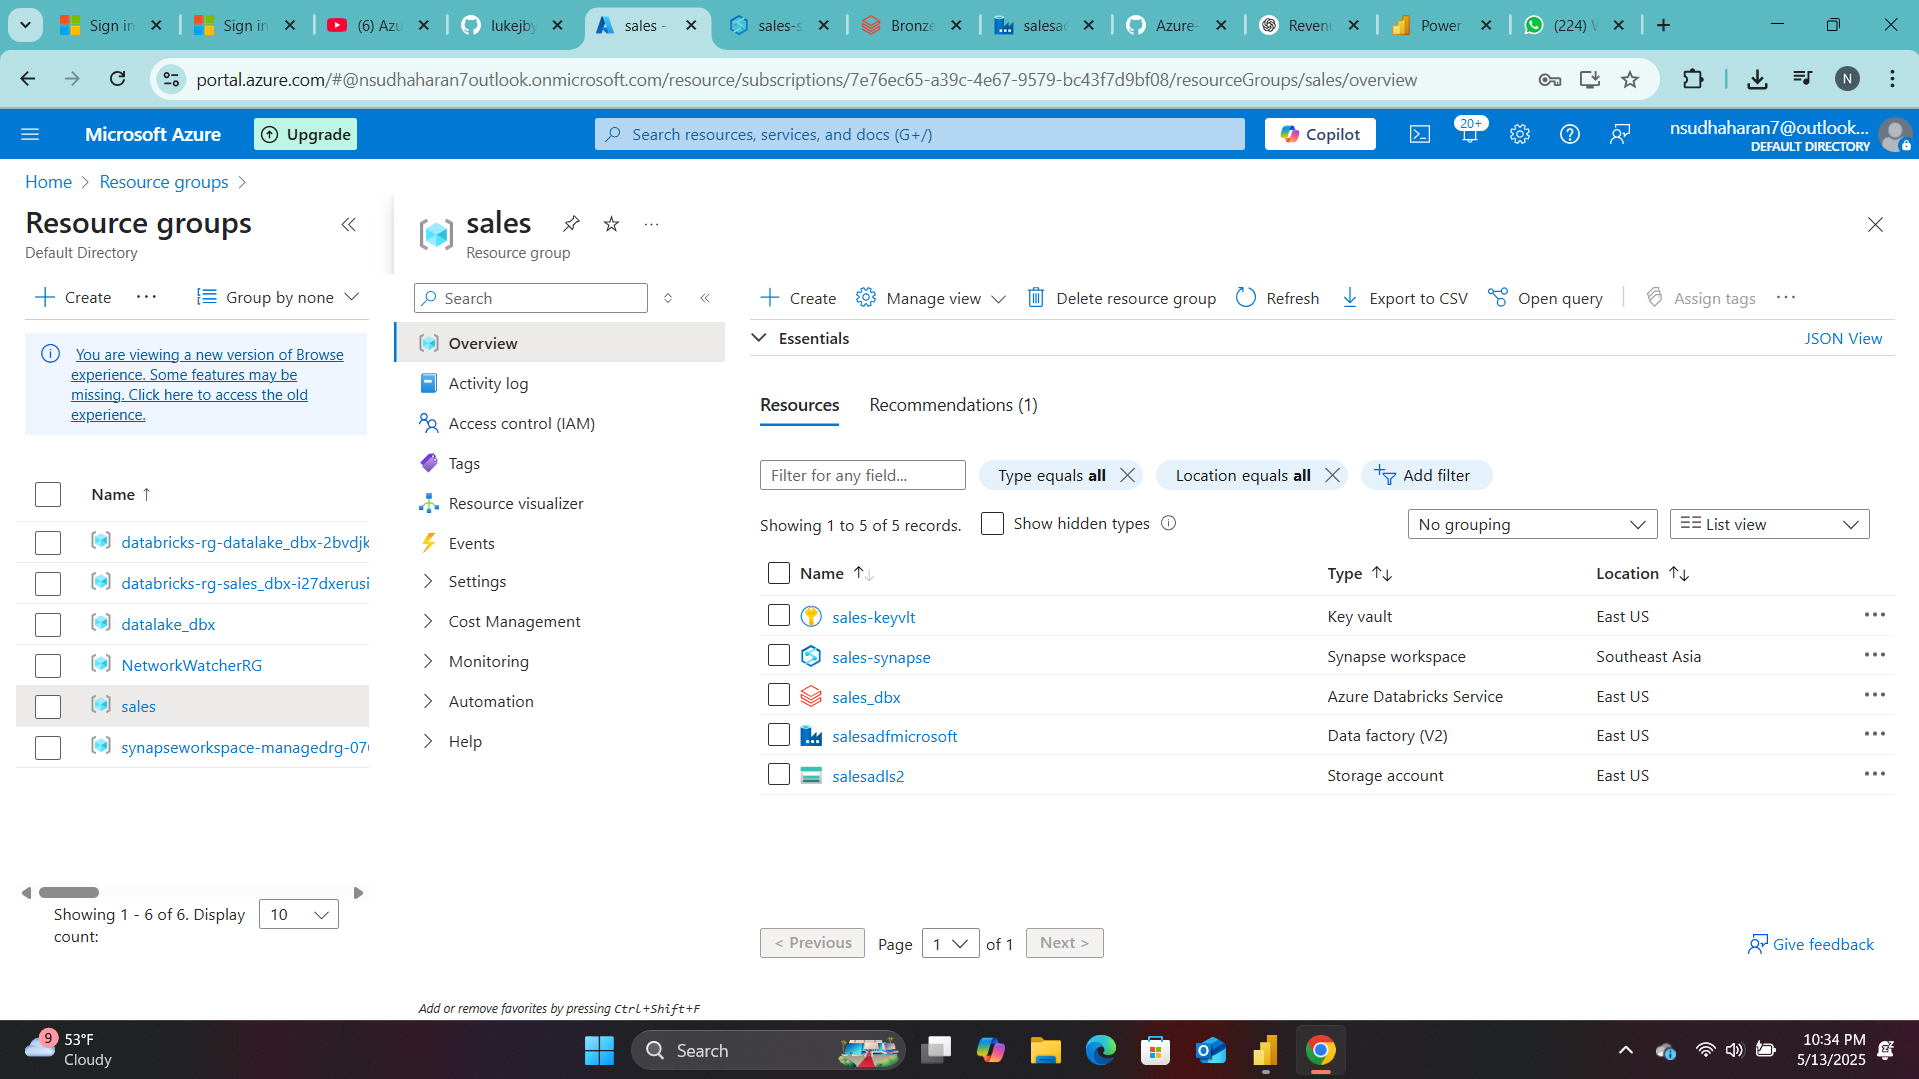 Sign in
Sign in
(6) Azu
lukejby
sales -
sales-s
Bronze
salesad
Azure-
Revenu
Power
(224) W
portal.azure.com/#@nsudhaharan7outlook.onmicrosoft.com/resource/subscriptions/7e76ec65-a39c-4e67-9579-bc43f7d9bf08/resourceGroups/sales/overview
N
Microsoft Azure
Upgrade
Search resources, services, and docs (G+/)
Copilot
20+
nsudhaharan7@outlook...
DEFAULT DIRECTORY
Home
Resource groups
Resource groups
Default Directory
Create
Group by none
You are viewing a new version of Browse
experience. Some features may be
missing. Click here to access the old
experience.
Name ↑
databricks-rg-datalake_dbx-2bvdjk
databricks-rg-sales_dbx-i27dxerusi
datalake_dbx
NetworkWatcherRG
sales
synapseworkspace-managedrg-07
Showing 1 - 6 of 6. Display
count:
10
sales
Resource group
Search
Overview
Activity log
Access control (IAM)
Tags
Resource visualizer
Events
Settings
Cost Management
Monitoring
Automation
Help
Add or remove favorites by pressing Ctrl+Shift+F
Create
Manage view
Delete resource group
Refresh
Export to CSV
Open query
Assign tags
Essentials
JSON View
Resources
Recommendations (1)
Filter for any field...
Type equals all
Location equals all
Add filter
Showing 1 to 5 of 5 records.
Show hidden types
No grouping
List view
Name ↑↓ Type ↑↓ Location ↑↓
sales-keyvlt Key vault East US
sales-synapse Synapse workspace Southeast Asia
sales_dbx Azure Databricks Service East US
salesadfmicrosoft Data factory (V2) East US
salesadls2 Storage account East US
< Previous
Page 1 of 1
Next >
Give feedback
9
53°F
Cloudy
Search
10:34 PM
5/13/2025